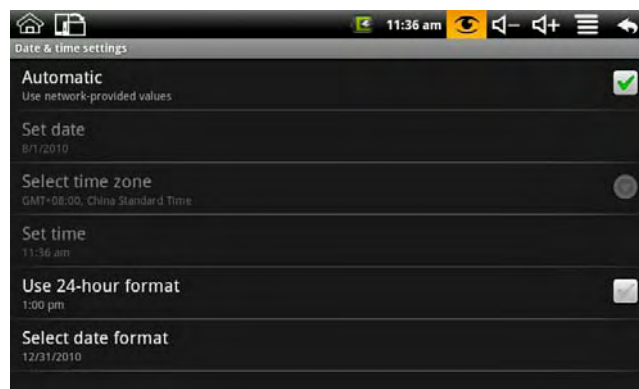 11:36 am
Date & time settings
Automatic
Use network-provided values
Set date
8/1/2010
Select time zone
GMT+08:00, China Standard Time
Set time
11:36 am
Use 24-hour format
1:00 pm
Select date format
12/31/2010